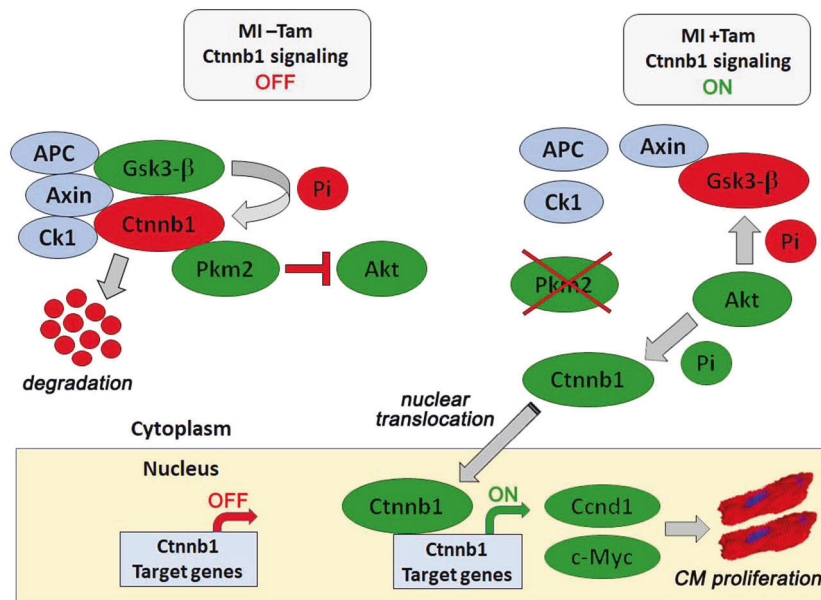 MI –Tam
Ctnnb1 signaling
OFF
MI +Tam
Ctnnb1 signaling
ON
APC
Gsk3-β
Axin
Pi
Ctnnb1
Ck1
Pkm2
Akt
degradation
APC
Axin
Gsk3-β
Ck1
Pi
Pkm2
Akt
Pi
Ctnnb1
nuclear
translocation
Cytoplasm
Nucleus
OFF
Ctnnb1
Target genes
Ctnnb1
ON
Ctnnb1
Target genes
Ccnd1
c-Myc
CM proliferation